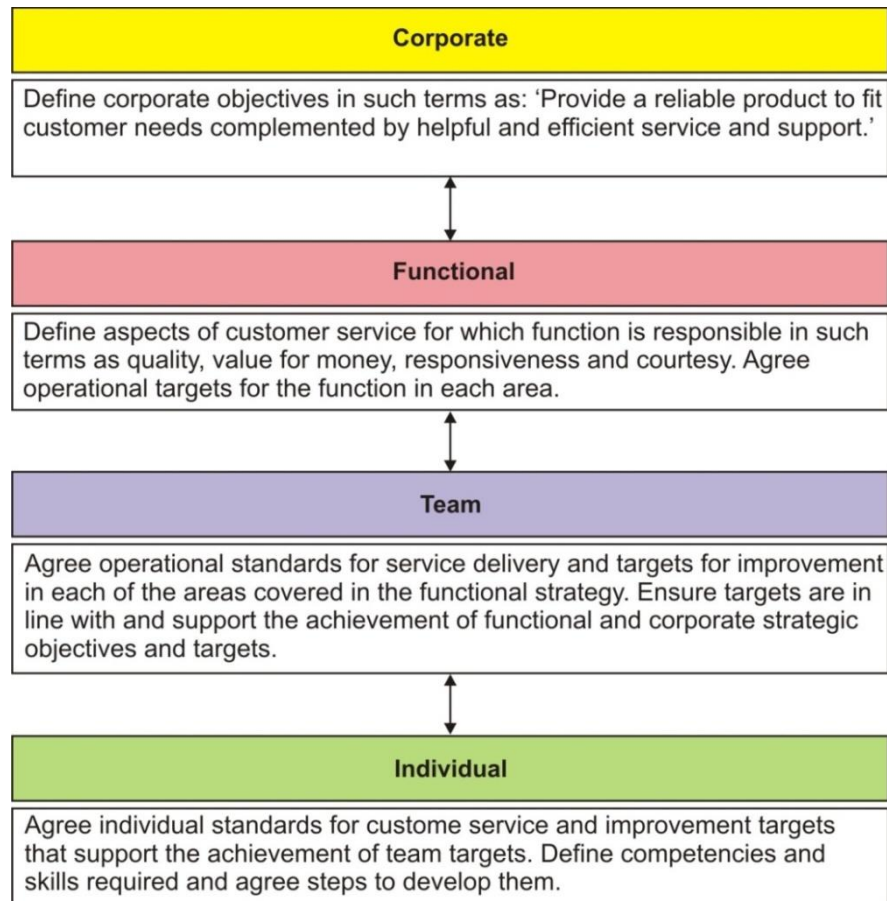 Corporate
Define corporate objectives in such terms as: ‘Provide a reliable product to fit
customer needs complemented by helpful and efficient service and support.’
Functional
Define aspects of customer service for which function is responsible in such
terms as quality, value for money, responsiveness and courtesy. Agree
operational targets for the function in each area.
Team
Agree operational standards for service delivery and targets for improvement
in each of the areas covered in the functional strategy. Ensure targets are in
line with and support the achievement of functional and corporate strategic
objectives and targets.
Individual
Agree individual standards for custome service and improvement targets
that support the achievement of team targets. Define competencies and
skills required and agree steps to develop them.